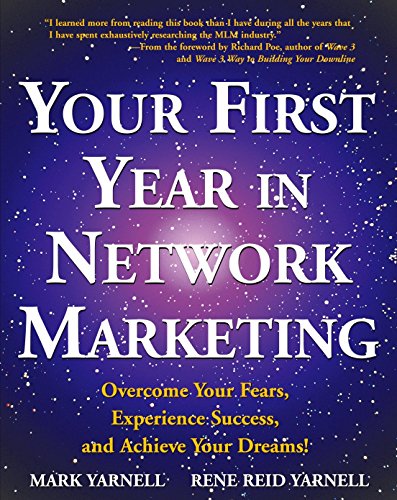 "I learned more from reading this book than I have during all the years that
I have spent exhaustively researching the MLM industry."
—From the foreword by Richard Poe, author of Wave 3
and Wave 3 Way to Building Your Downline
YOUR FIRST
YEAR IN
NETWORK
MARKETING
Overcome Your Fears,
Experience Success,
and Achieve Your Dreams!
MARK YARNELL RENE REID YARNELL